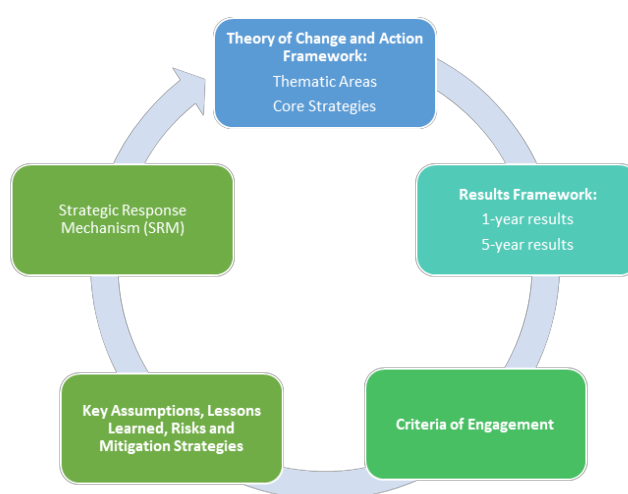 Theory of Change and Action
Framework:
Thematic Areas
Core Strategies
Results Framework:
1-year results
5-year results
Criteria of Engagement
Key Assumptions, Lessons
Learned, Risks and
Mitigation Strategies
Strategic Response
Mechanism (SRM)